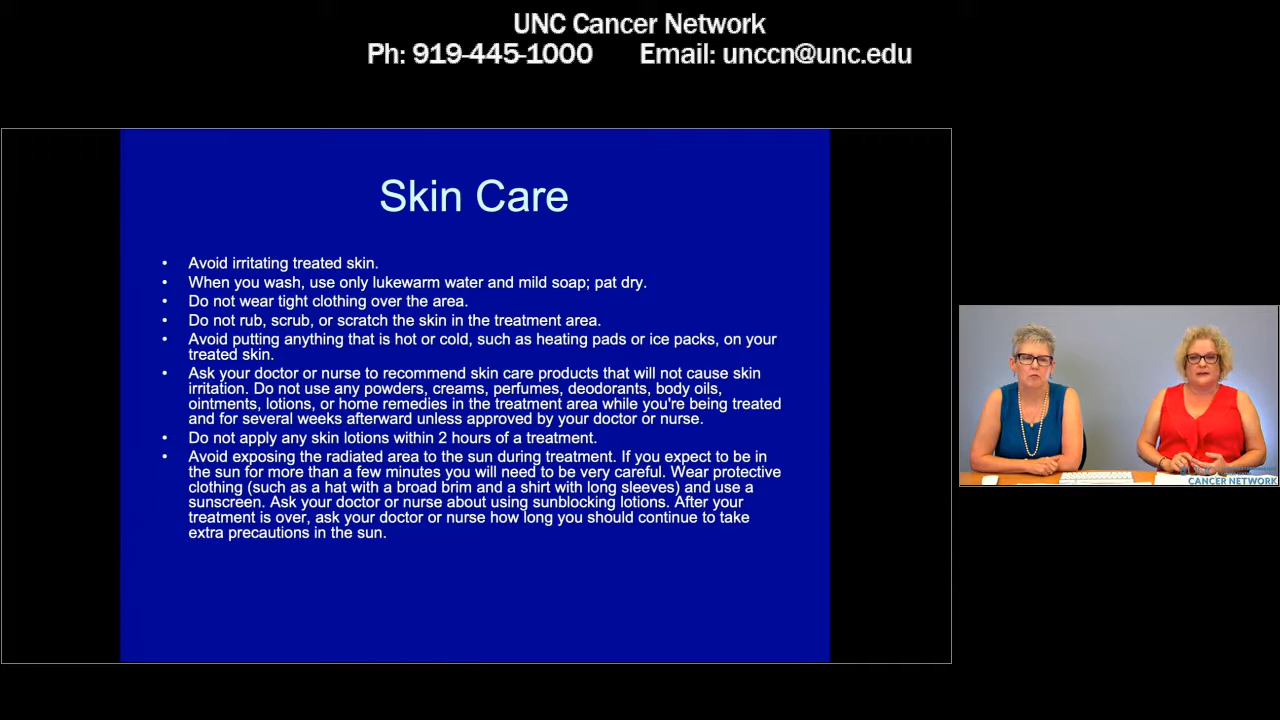 UNC Cancer Network
Ph: 919-445-1000 Email: unccn@unc.edu
Skin Care
• Avoid irritating treated skin.
• When you wash, use only lukewarm water and mild soap; pat dry.
• Do not wear tight clothing over the area.
• Do not rub, scrub, or scratch the skin in the treatment area.
• Avoid putting anything that is hot or cold, such as heating pads or ice packs, on your
treated skin.
• Ask your doctor or nurse to recommend skin care products that will not cause skin
irritation. Do not use any powders, creams, perfumes, deodorants, body oils,
ointments, lotions, or home remedies in the treatment area while you're being treated
and for several weeks afterward unless approved by your doctor or nurse.
• Do not apply any skin lotions within 2 hours of a treatment.
• Avoid exposing the radiated area to the sun during treatment. If you expect to be in
the sun for more than a few minutes you will need to be very careful. Wear protective
clothing (such as a hat with a broad brim and a shirt with long sleeves) and use a
sunscreen. Ask your doctor or nurse about using sunblocking lotions. After your
treatment is over, ask your doctor or nurse how long you should continue to take
extra precautions in the sun.
UNC
CANCER NETWORK